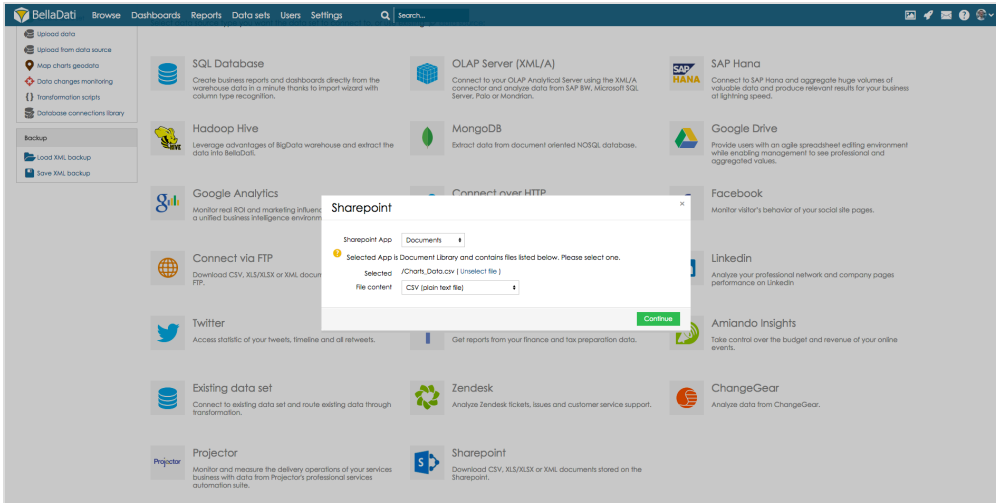 BellaDati Browse Dashboards Reports Data sets Users Settings Search...
Upload data
Upload from data source
Map charts geodata
Data changes monitoring
{} Transformation scripts
Database connections library
Backup
Load XML backup
Save XML backup
SQL Database
Create business reports and dashboards directly from the
warehouse data in a minute thanks to import wizard with
column type recognition.
OLAP Server (XML/A)
Connect to your OLAP Analytical Server using the XML/A
connector and analyze data from SAP BW, Microsoft SQL
Server, Palo or Mondrian.
SAP HANA
SAP Hana
Connect to SAP Hana and aggregate huge volumes of
valuable data and produce relevant results for your business
at lightning speed.
HIVE
Hadoop Hive
Leverage advantages of BigData warehouse and extract the
data into BellaDati.
MongoDB
Extract data from document oriented NOSQL database.
Google Drive
Provide users with an agile spreadsheet editing environment
while enabling management to see professional and
aggregated values.
Google Analytics
Monitor real ROI and marketing influenc
a unified business intelligence environm
Connect over HTTP
Facebook
Monitor visitor's behavior of your social site pages.
Sharepoint ×
Sharepoint App Documents
? Selected App is Document Library and contains files listed below. Please select one.
Selected /Charts_Data.csv ( Unselect file )
File content CSV (plain text file)
Continue
Connect via FTP
Download CSV, XLS/XLSX or XML docum
FTP.
Linkedin
Analyze your professional network and company pages
performance on LinkedIn
Twitter
Access statistic of your tweets, timeline and all retweets.
Get reports from your finance and tax preparation data.
Amiando Insights
Take control over the budget and revenue of your online
events.
Existing data set
Connect to existing data set and route existing data through
transformation.
Zendesk
Analyze Zendesk tickets, issues and customer service support.
ChangeGear
Analyze data from ChangeGear.
Projector
Projector
Monitor and measure the delivery operations of your services
business with data from Projector's professional services
automation suite.
Sharepoint
Download CSV, XLS/XLSX or XML documents stored on the
Sharepoint.